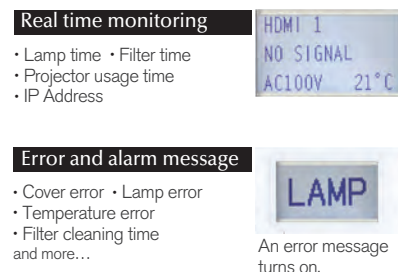 Real time monitoring
・Lamp time ・Filter time
・Projector usage time
・IP Address
HDMI 1
NO SIGNAL
AC100V 21°C
Error and alarm message
・Cover error ・Lamp error
・Temperature error
・Filter cleaning time
and more…
LAMP
An error message
turns on.